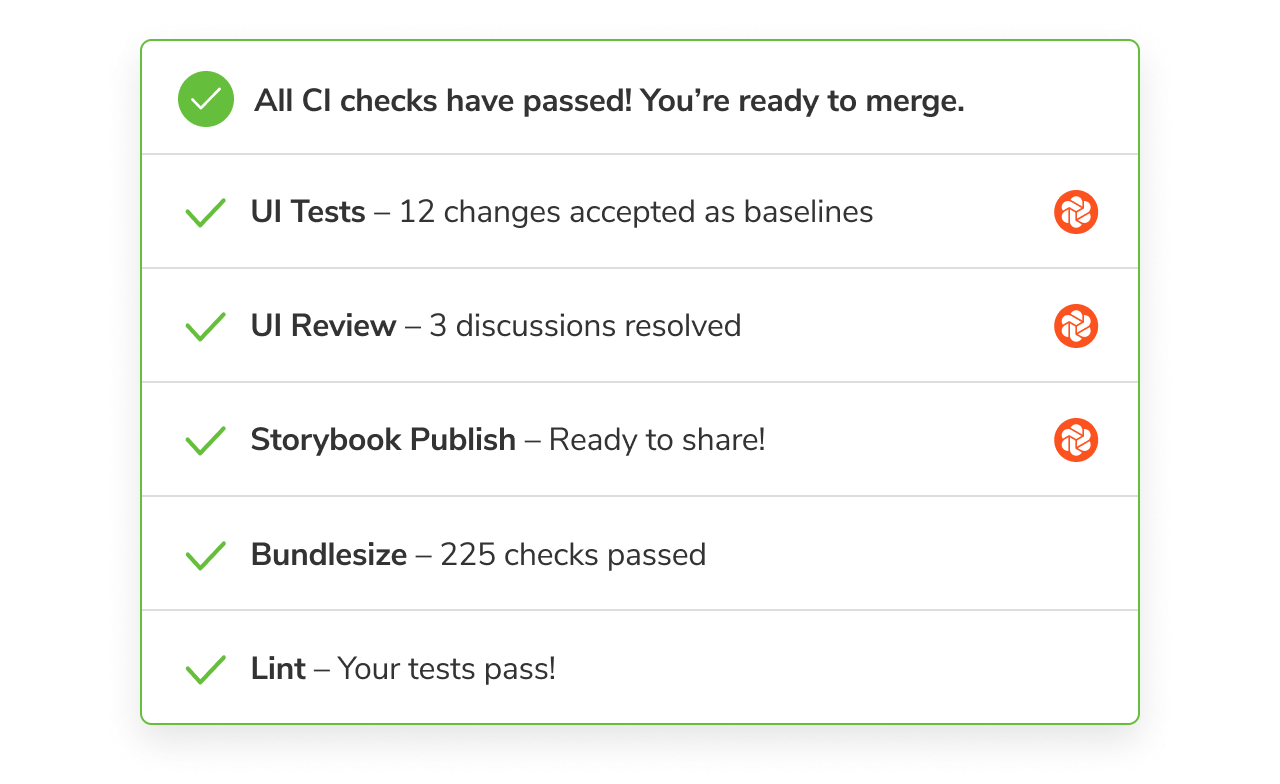 All CI checks have passed! You’re ready to merge.
UI Tests – 12 changes accepted as baselines
UI Review – 3 discussions resolved
Storybook Publish – Ready to share!
Bundlesize – 225 checks passed
Lint – Your tests pass!